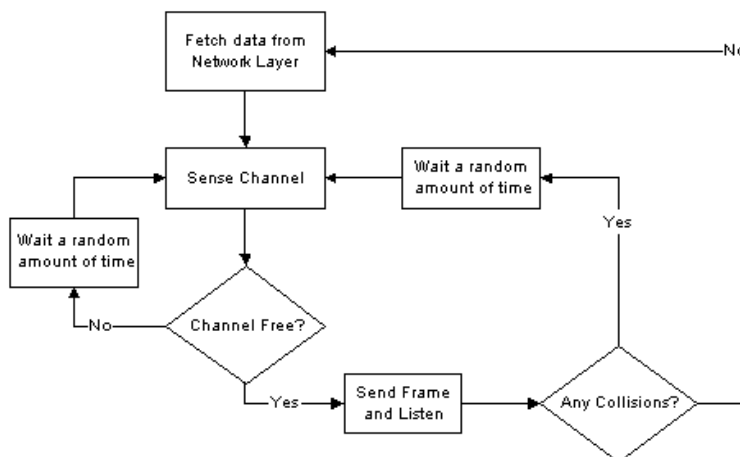 Fetch data from
Network Layer
No
Sense Channel
Wait a random
amount of time
Yes
Wait a random
amount of time
No
Channel Free?
Yes
Send Frame
and Listen
Any Collisions?